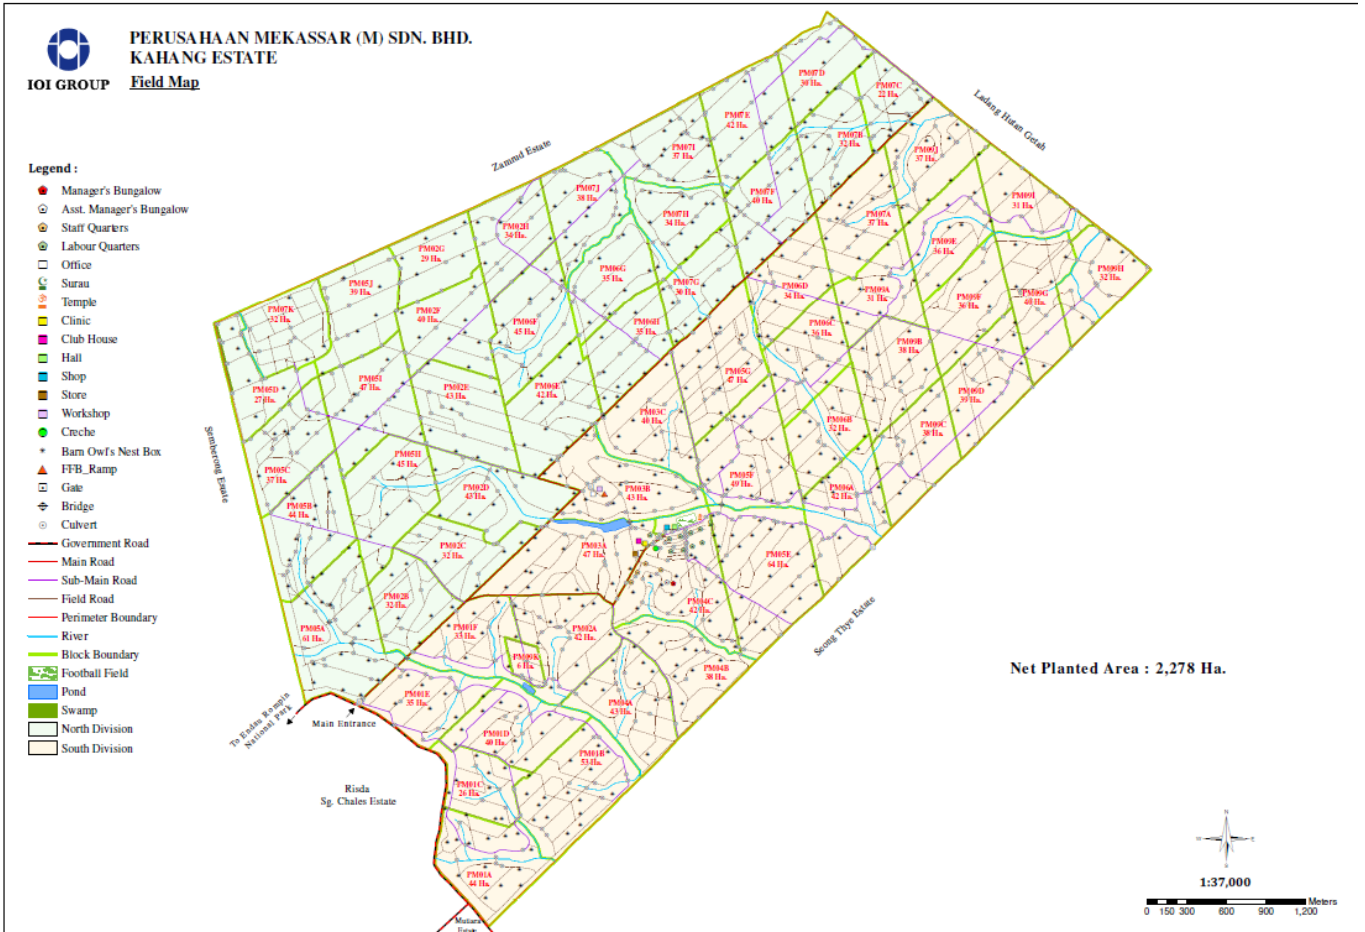 PERUSAHAAN MEKASSAR (M) SDN. BHD.
KAHANG ESTATE
Field Map
IOI GROUP
Legend :
Manager's Bungalow
Asst. Manager's Bungalow
Staff Quarters
Labour Quarters
Office
Surau
Temple
Clinic
Club House
Hall
Shop
Store
Workshop
Creche
Barn Owl's Nest Box
FFB_Ramp
Gate
Bridge
Culvert
Government Road
Main Road
Sub-Main Road
Field Road
Perimeter Boundary
River
Block Boundary
Football Field
Pond
Swamp
North Division
South Division
Zamrud Estate
Ladang Hutan Getah
Semberong Estate
Seong Thye Estate
To Endau Rompin
National Park
Main Entrance
Risda
Sg. Chales Estate
Mutiara
Estate
PM07D
30 Ha.
PM07C
22 Ha.
PM07E
42 Ha.
PM07B
32 Ha.
PM07I
37 Ha.
PM09J
37 Ha.
PM07J
38 Ha.
PM07F
40 Ha.
PM09I
31 Ha.
PM07H
34 Ha.
PM07A
37 Ha.
PM02H
34 Ha.
PM09E
36 Ha.
PM02G
29 Ha.
PM06G
35 Ha.
PM09H
32 Ha.
PM05J
39 Ha.
PM07G
30 Ha.
PM06D
34 Ha.
PM09A
31 Ha.
PM09F
36 Ha.
PM09G
40 Ha.
PM07K
32 Ha.
PM02F
40 Ha.
PM06F
45 Ha.
PM06H
35 Ha.
PM06C
36 Ha.
PM09B
38 Ha.
PM05D
27 Ha.
PM05I
47 Ha.
PM02E
43 Ha.
PM06E
42 Ha.
PM05G
47 Ha.
PM09D
39 Ha.
PM03C
40 Ha.
PM06B
32 Ha.
PM09C
38 Ha.
PM05H
45 Ha.
PM05C
37 Ha.
PM02D
43 Ha.
PM03B
43 Ha.
PM05F
49 Ha.
PM06A
42 Ha.
PM05B
44 Ha.
PM02C
32 Ha.
PM03A
47 Ha.
PM05E
64 Ha.
PM02B
32 Ha.
PM04C
42 Ha.
PM05A
61 Ha.
PM01F
33 Ha.
PM02A
42 Ha.
PM09K
6 Ha.
PM04B
38 Ha.
PM01E
35 Ha.
PM04A
43 Ha.
PM01D
40 Ha.
PM01B
53 Ha.
PM01C
26 Ha.
PM01A
44 Ha.
Net Planted Area : 2,278 Ha.
N
W
E
S
1:37,000
Meters
0 150 300 600 900 1,200